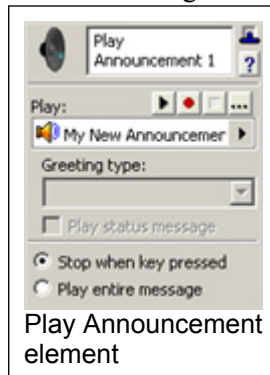 Play
Announcement 1
?
Play:
...
My New Announcemer
Greeting type:
Play status message
Stop when key pressed
Play entire message
Play Announcement
element